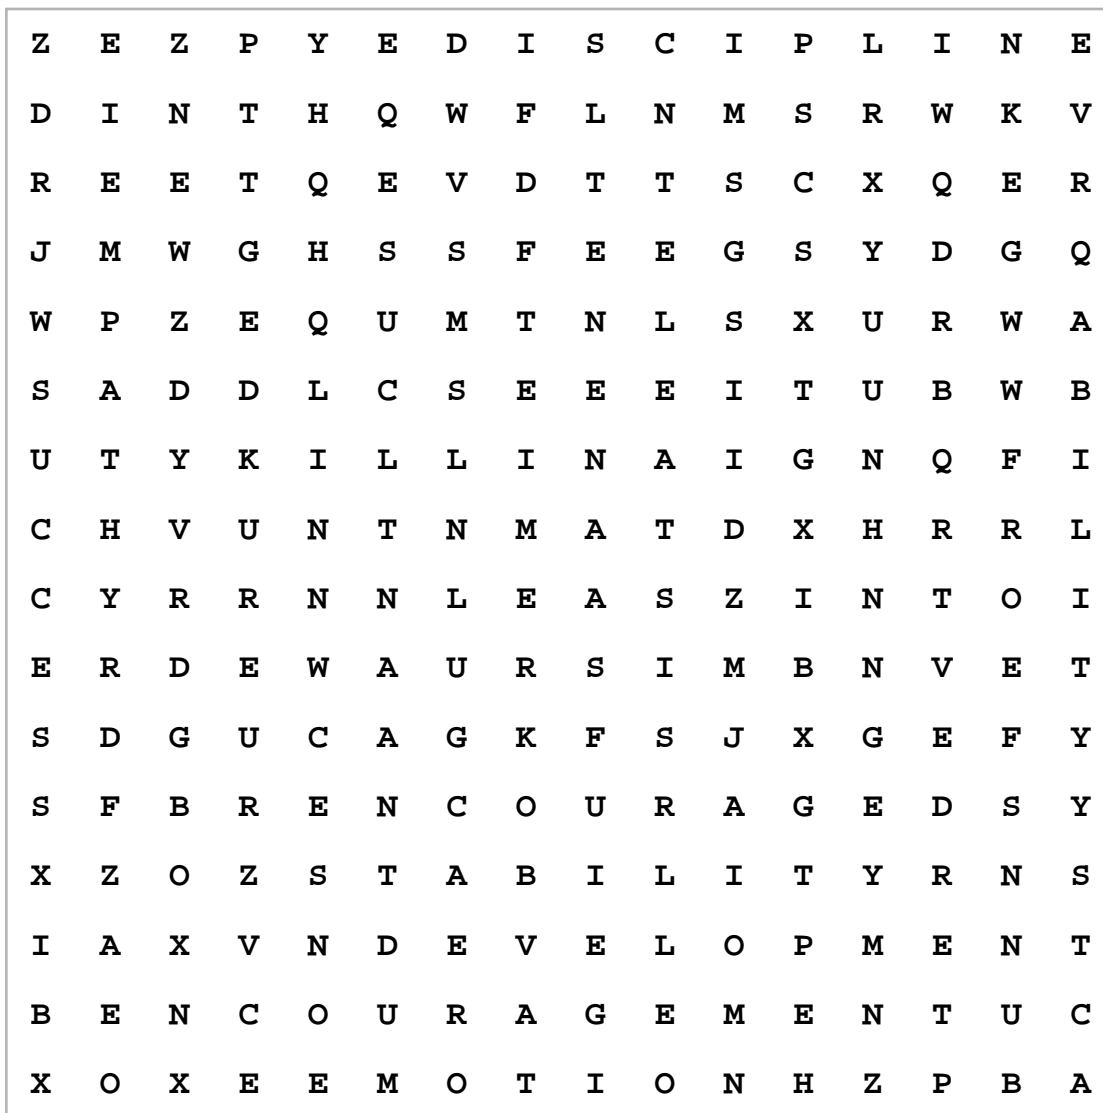 Z E Z P Y E D I S C I P L I N E
D I N T H Q W F L N M S R W K V
R E E T Q E V D T T S C X Q E R
J M W G H S S F E E G S Y D G Q
W P Z E Q U M T N L S X U R W A
S A D D L C S E E E I T U B W B
U T Y K I L L I N A I G N Q F I
C H V U N T N M A T D X H R R L
C Y R R N N L E A S Z I N T O I
E R D E W A U R S I M B N V E T
S D G U C A G K F S J X G E F Y
S F B R E N C O U R A G E D S Y
X Z O Z S T A B I L I T Y R N S
I A X V N D E V E L O P M E N T
B E N C O U R A G E M E N T U C
X O X E E M O T I O N H Z P B A